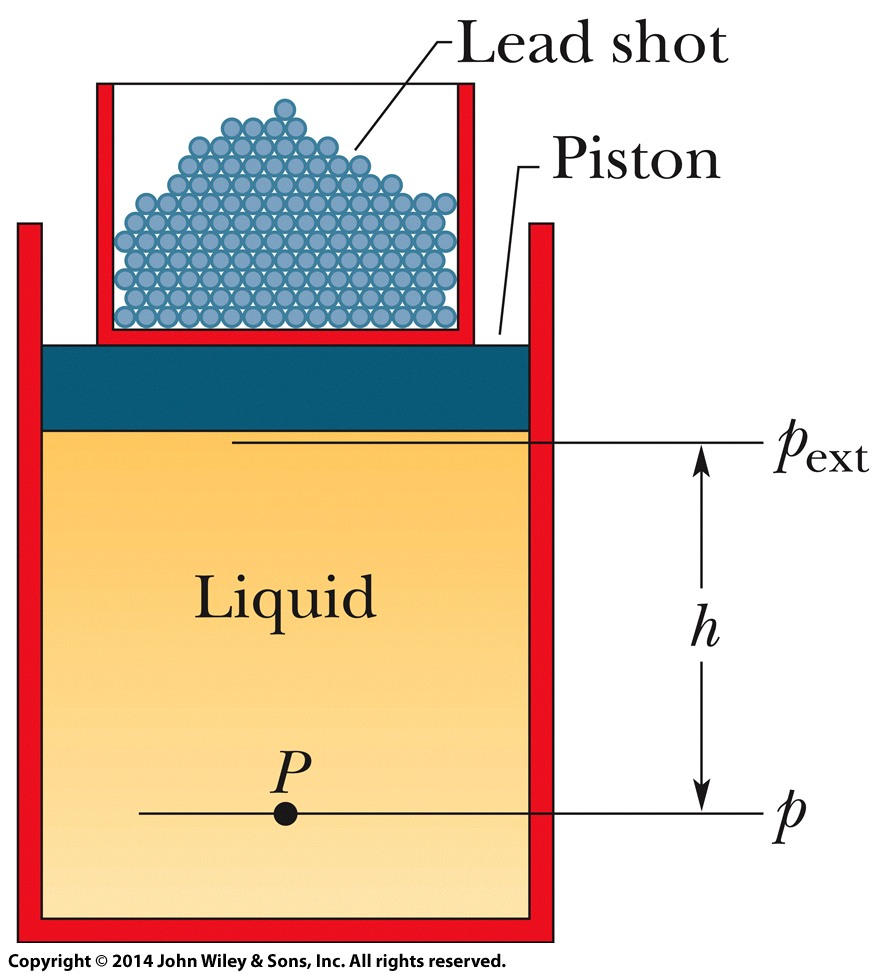 Lead shot
Piston
p_ext
Liquid
h
P
p
Copyright © 2014 John Wiley & Sons, Inc. All rights reserved.